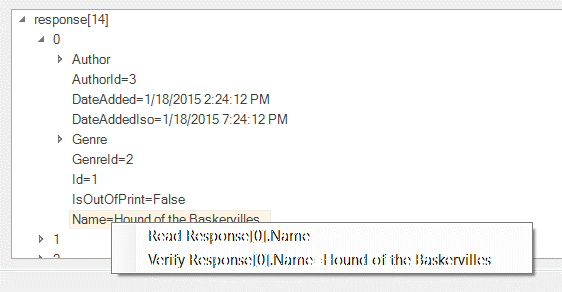 response[14]
0
Author
AuthorId=3
DateAdded=1/18/2015 2:24:12 PM
DateAddedIso=1/18/2015 7:24:12 PM
Genre
GenreId=2
Id=1
IsOutOfPrint=False
Name=Hound of the Baskervilles
Read Response[0].Name
1
Verify Response[0].Name=Hound of the Baskervilles